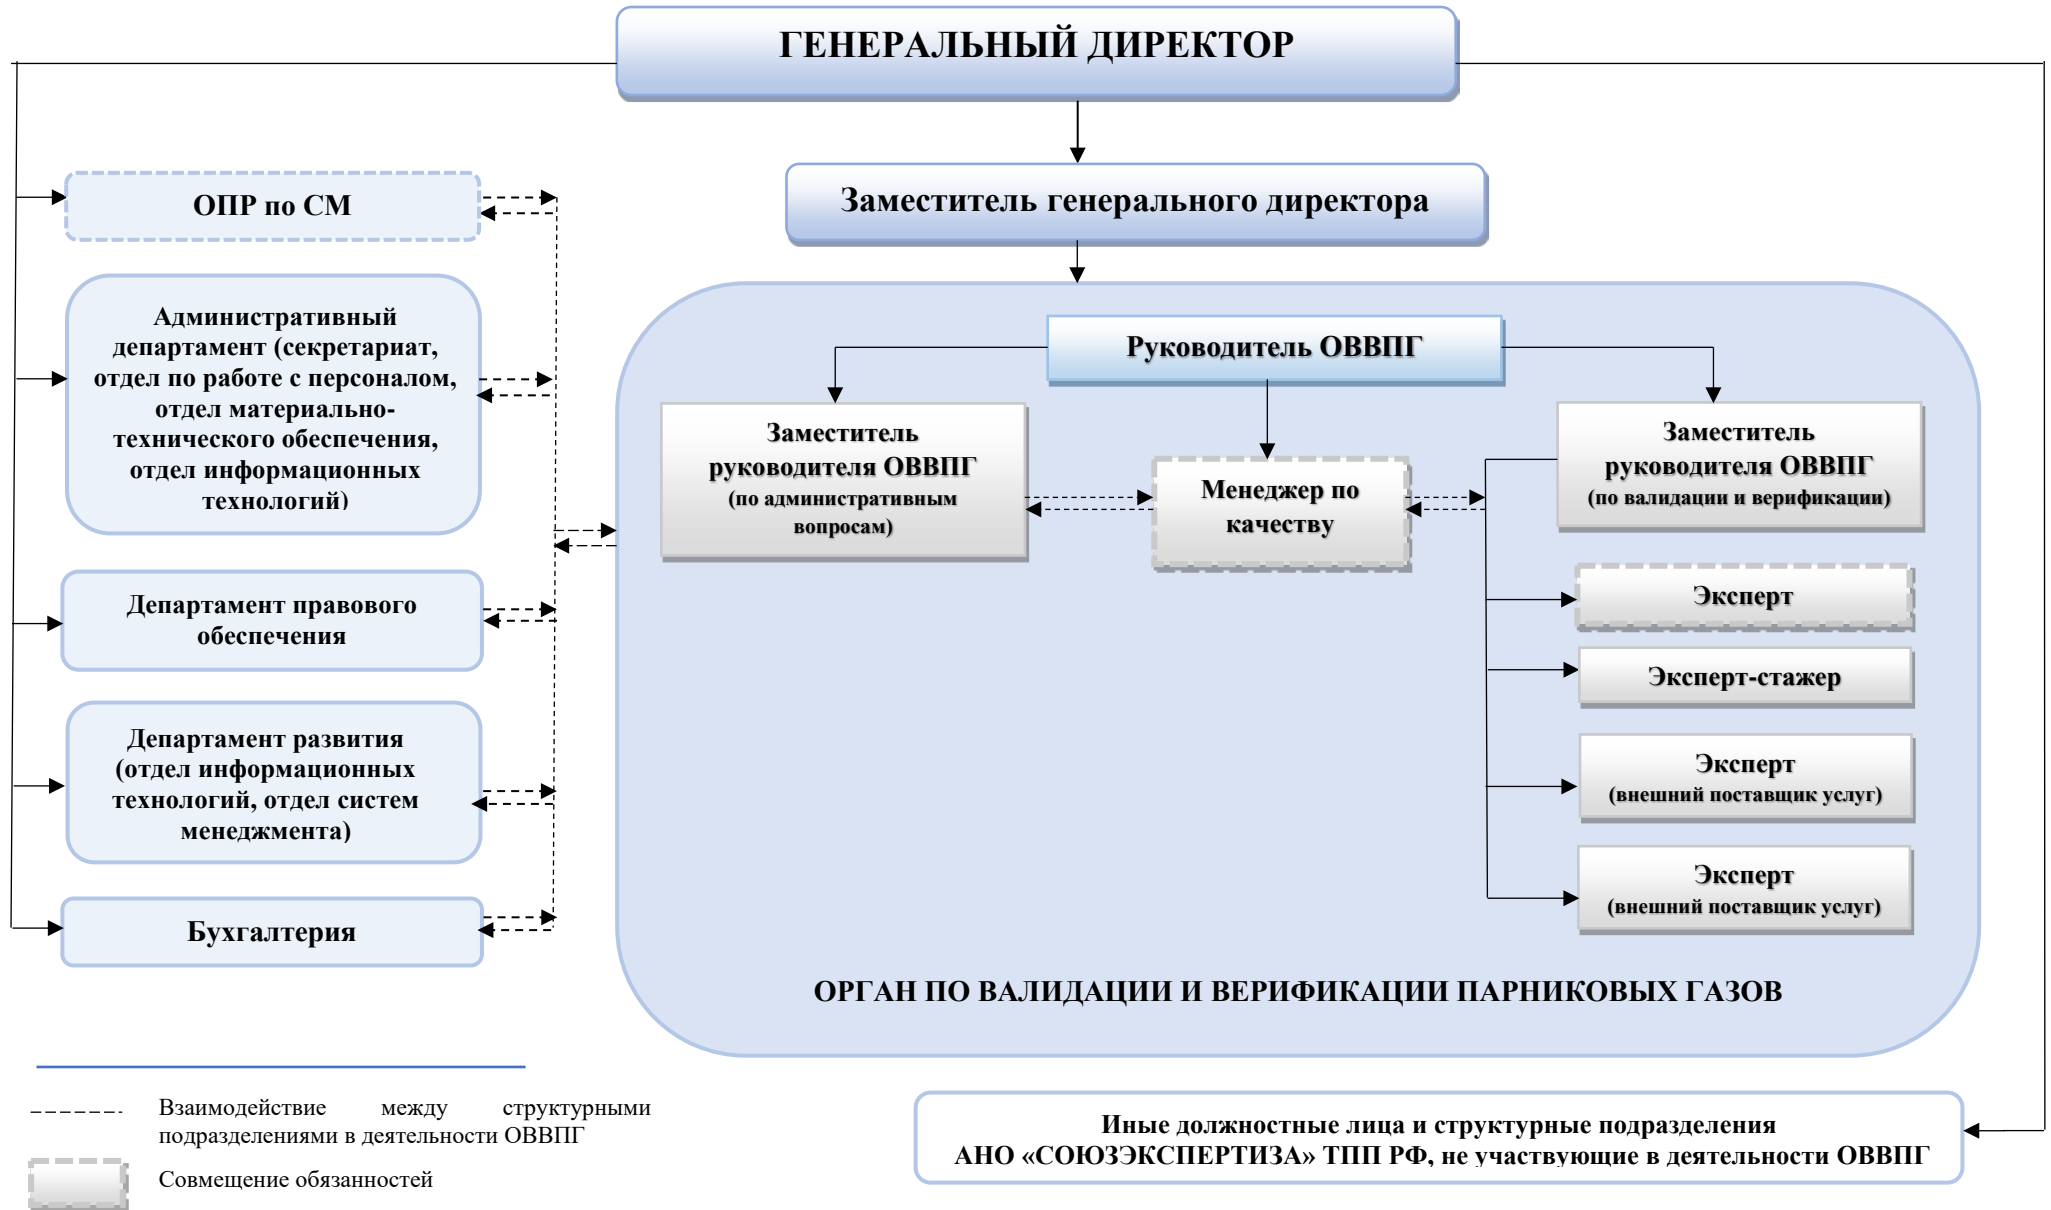 ГЕНЕРАЛЬНЫЙ ДИРЕКТОР
Заместитель генерального директора
ОПР по СМ
Административный
департамент (секретариат,
отдел по работе с персоналом,
отдел материально-
технического обеспечения,
отдел информационных
технологий)
Департамент правового
обеспечения
Департамент развития
(отдел информационных
технологий, отдел систем
менеджмента)
Бухгалтерия
Руководитель ОВВПГ
Заместитель
руководителя ОВВПГ
(по административным
вопросам)
Менеджер по
качеству
Заместитель
руководителя ОВВПГ
(по валидации и верификации)
Эксперт
Эксперт-стажер
Эксперт
(внешний поставщик услуг)
Эксперт
(внешний поставщик услуг)
ОРГАН ПО ВАЛИДАЦИИ И ВЕРИФИКАЦИИ ПАРНИКОВЫХ ГАЗОВ
Взаимодействие между структурными
подразделениями в деятельности ОВВПГ
Совмещение обязанностей
Иные должностные лица и структурные подразделения
АНО «СОЮЗЭКСПЕРТИЗА» ТПП РФ, не участвующие в деятельности ОВВПГ